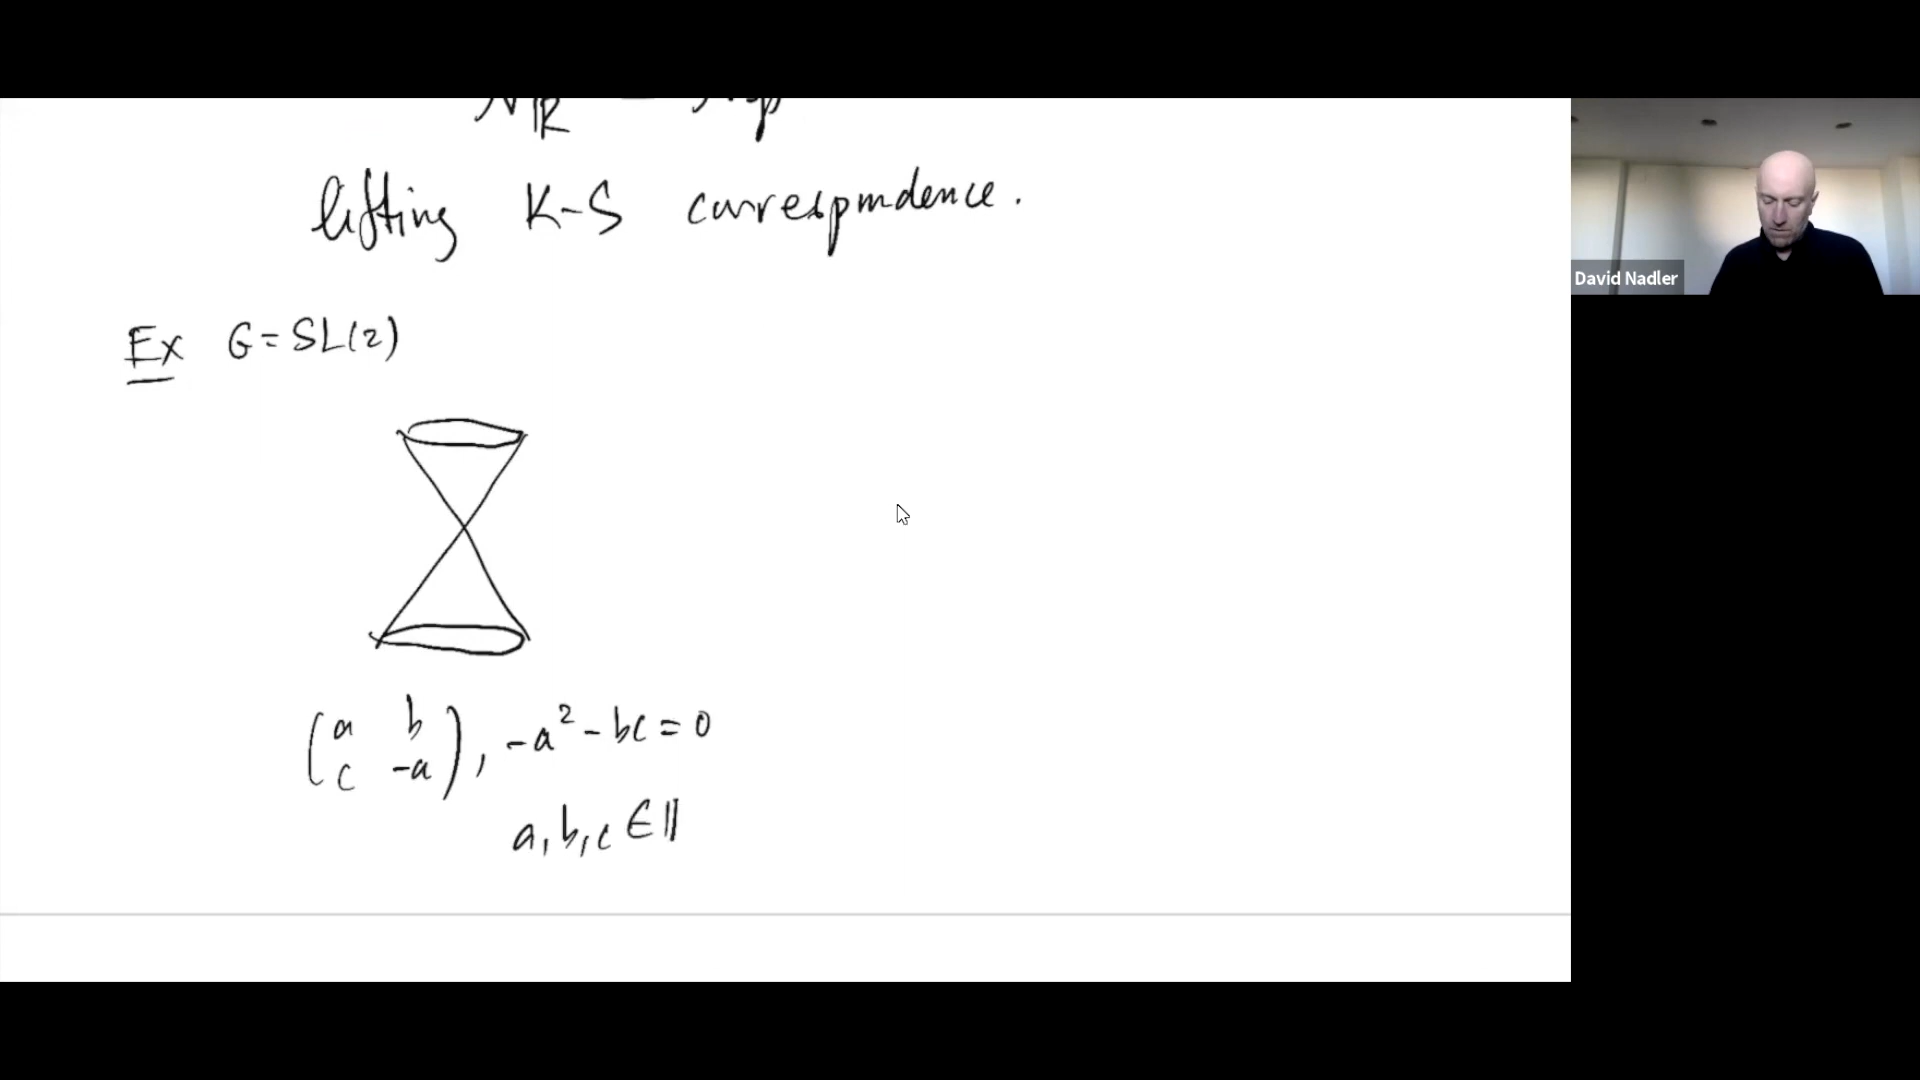 lifting K-S correspondence.
Ex G = SL(2)
(a b
c -a), -a² - bc = 0
a, b, c ∈
David Nadler